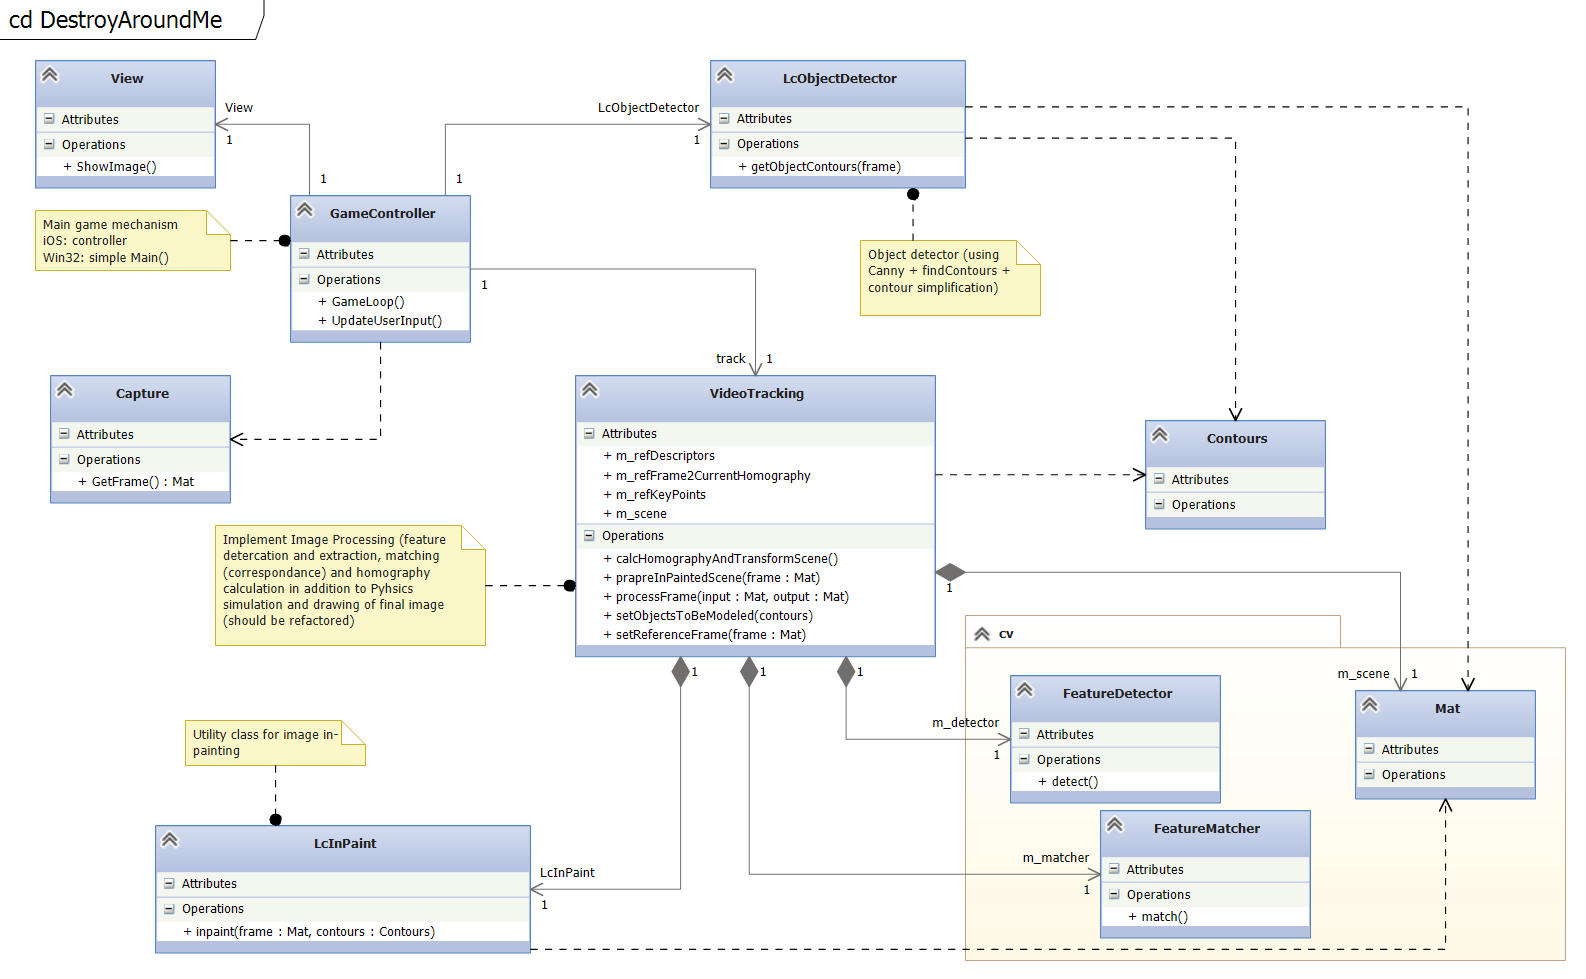 cd DestroyAroundMe
View
Attributes
Operations
+ ShowImage()
View
1
1
LcObjectDetector
1
1
LcObjectDetector
Attributes
Operations
+ getObjectContours(frame)
Main game mechanism
iOS: controller
Win32: simple Main()
GameController
Attributes
Operations
+ GameLoop()
+ UpdateUserInput()
1
Object detector (using
Canny + findContours +
contour simplification)
track
1
Capture
Attributes
Operations
+ GetFrame() : Mat
VideoTracking
Attributes
+ m_refDescriptors
+ m_refFrame2CurrentHomography
+ m_refKeyPoints
+ m_scene
Operations
+ calcHomographyAndTransformScene()
+ prapreInPaintedScene(frame : Mat)
+ processFrame(input : Mat, output : Mat)
+ setObjectsToBeModeled(contours)
+ setReferenceFrame(frame : Mat)
Contours
Attributes
Operations
Implement Image Processing (feature
detercation and extraction, matching
(correspondance) and homography
calculation in addition to Pyhsics
simulation and drawing of final image
(should be refactored)
1
1
1
1
cv
m_scene
1
m_detector
1
FeatureDetector
Attributes
Operations
+ detect()
Mat
Attributes
Operations
Utility class for image in-
painting
LcInPaint
Attributes
Operations
+ inpaint(frame : Mat, contours : Contours)
LcInPaint
1
m_matcher
1
FeatureMatcher
Attributes
Operations
+ match()